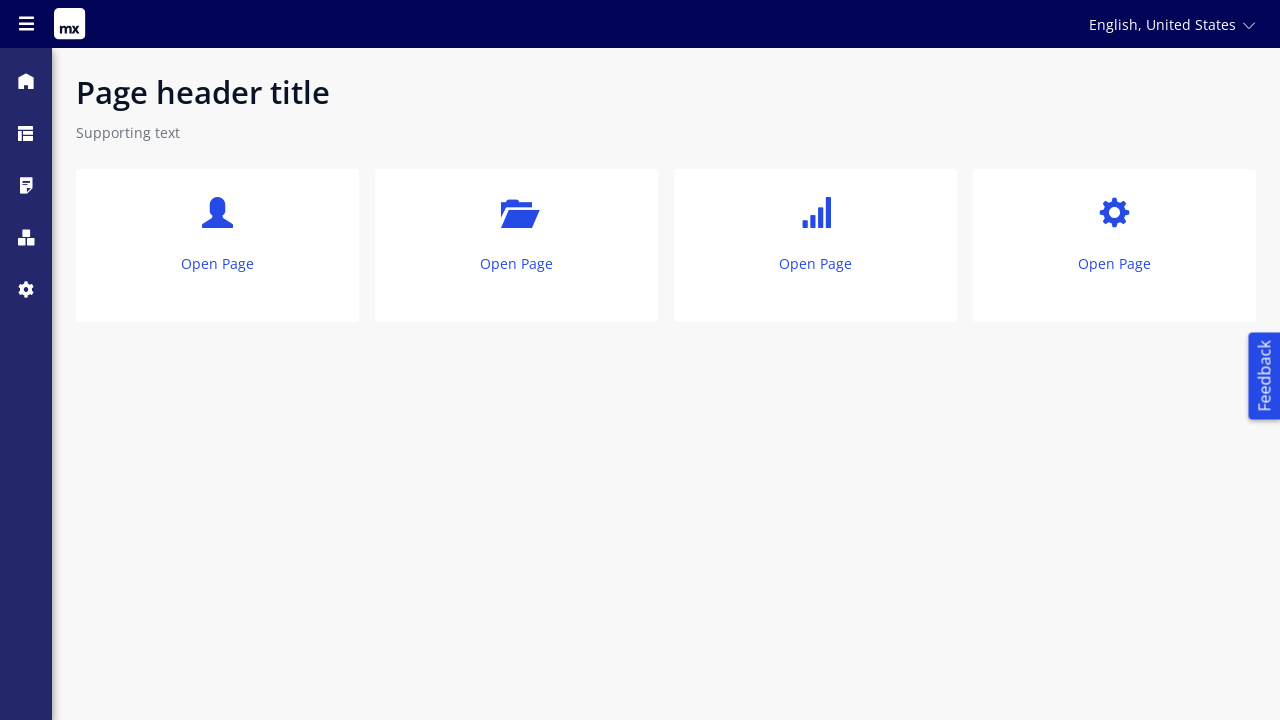 mx
English, United States
Page header title
Supporting text
Open Page
Open Page
Open Page
Open Page
Feedback